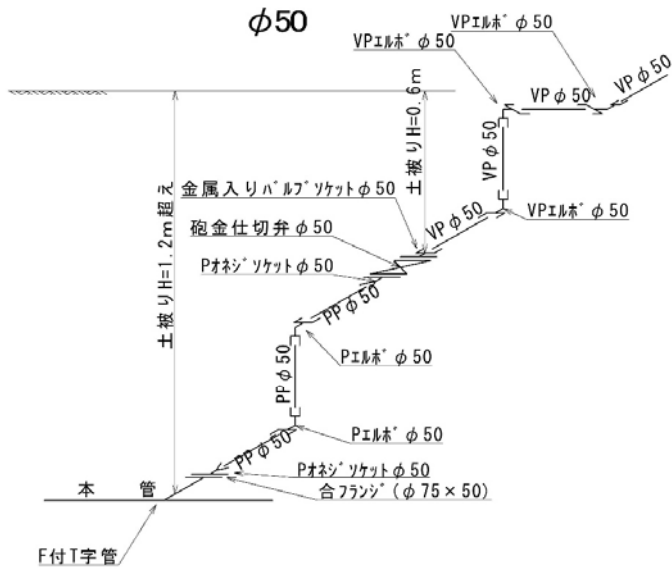 φ50
VPエルボφ50
VPエルボφ50
VPφ50
VPφ50
VPφ50
土被りH=0.6m
土被りH=1.2m超え
金属入りバルブソケットφ50
VPφ50
VPエルボφ50
砲金仕切弁φ50
Pオネジソケットφ50
PPφ50
Pエルボφ50
PPφ50
Pエルボφ50
PPφ50
Pオネジソケットφ50
合フランジ(φ75×50)
本 管
F付T字管